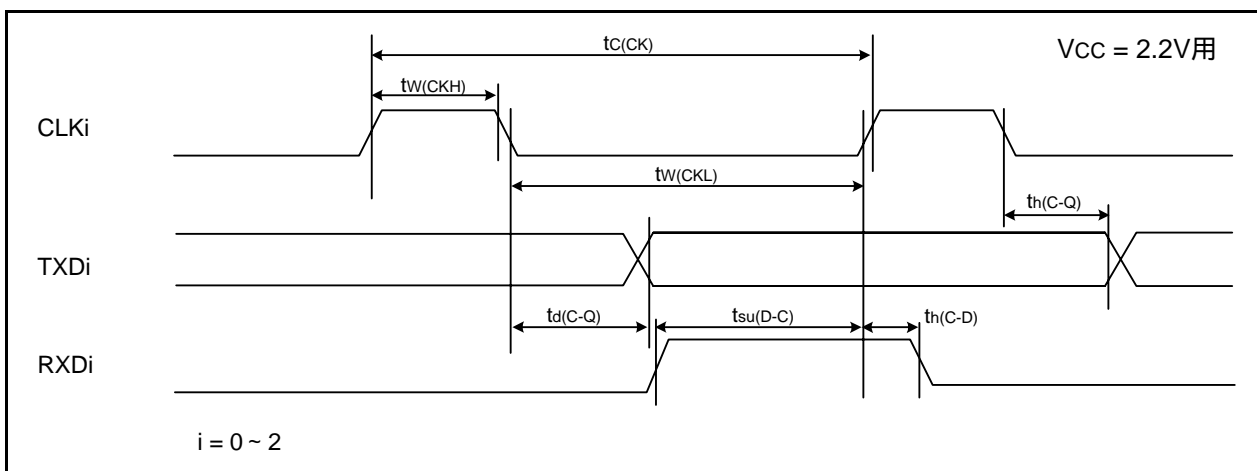 tC(CK)
VCC = 2.2V用
tW(CKH)
CLKi
tW(CKL)
th(C-Q)
TXDi
td(C-Q)
tsu(D-C)
th(C-D)
RXDi
i = 0 ~ 2